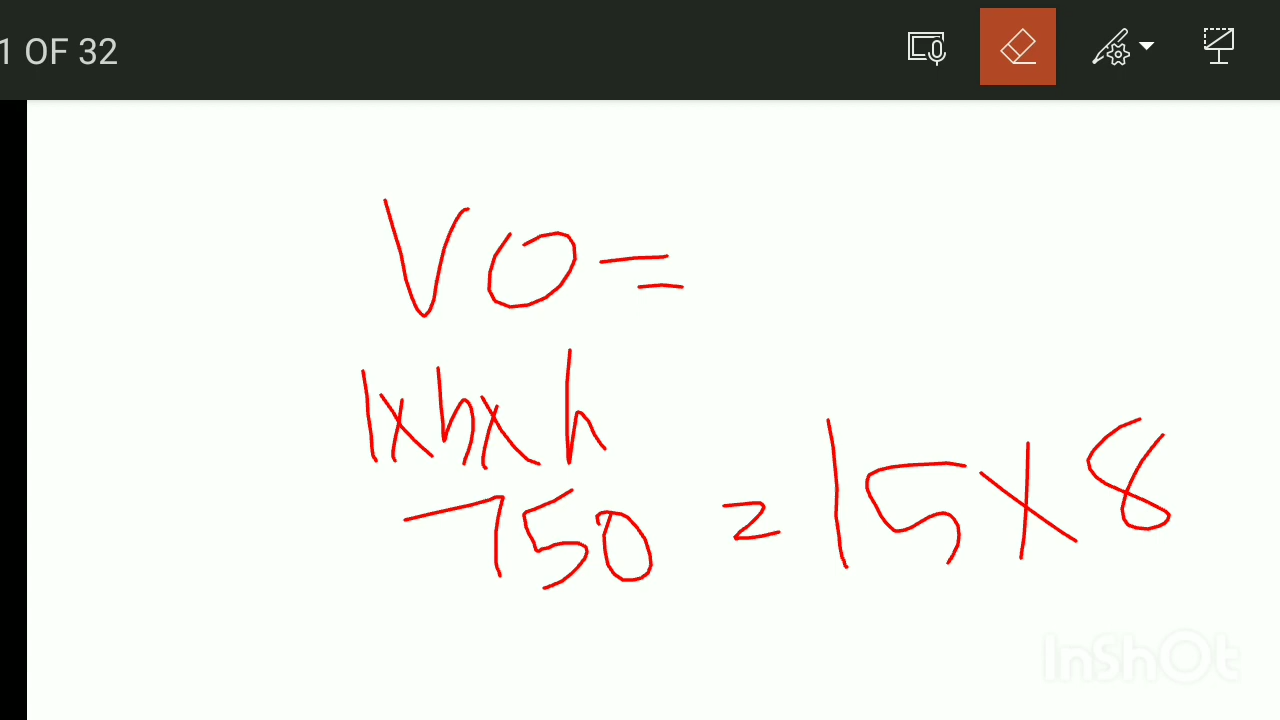 1 OF 32
VO=
lxbxh
750 = 15x8
InShOt